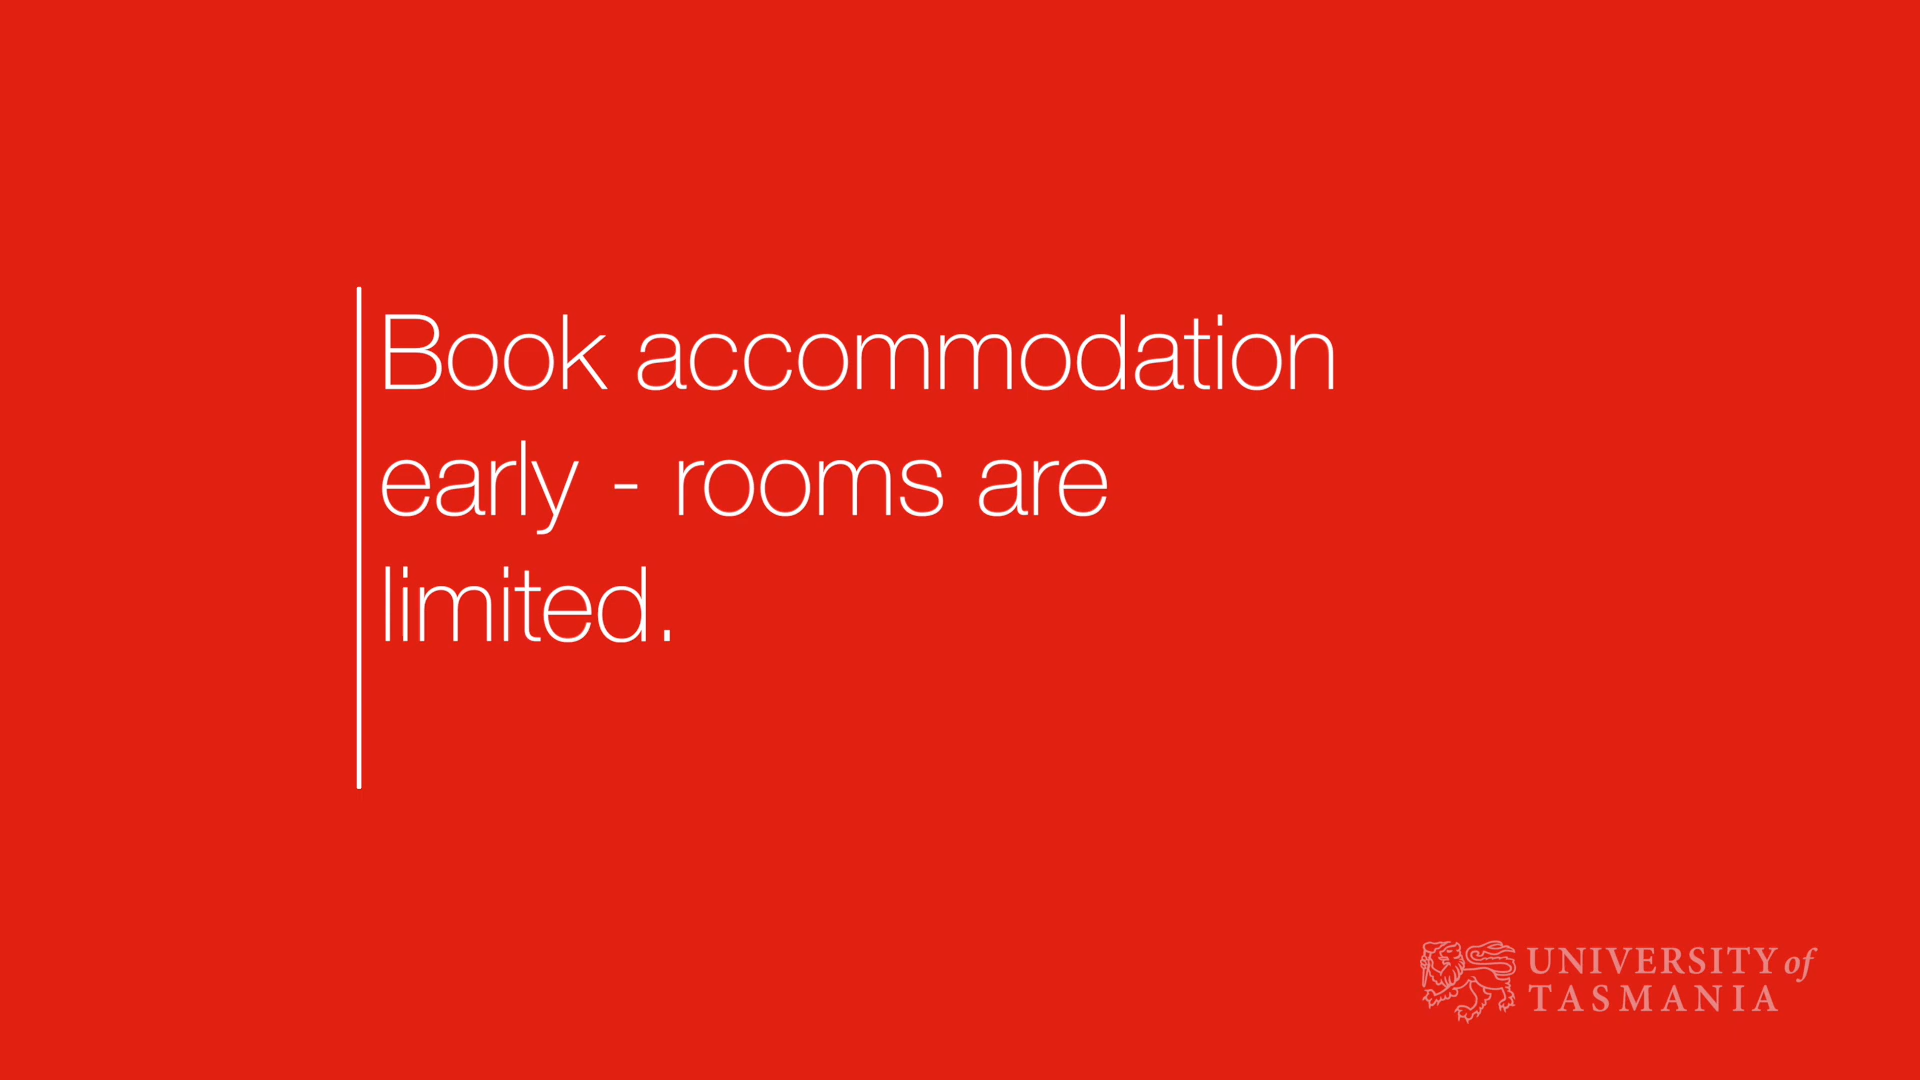 Book accommodation
early - rooms are
limited.
UNIVERSITY of
TASMANIA